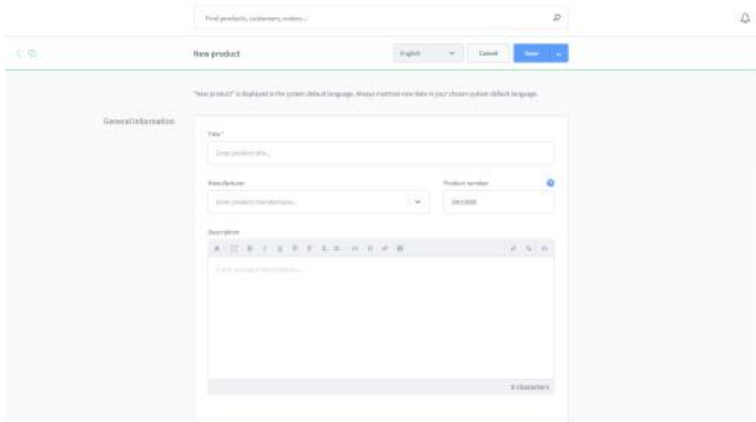 Find products, customers, orders...
New product
English
Cancel
Save
"New product" is displayed in the system default language. Always maintain new data in your chosen system default language.
General information
Title *
Enter product title...
Manufacturer
Product number
Enter product manufacturer...
Description
Enter product description...
0 characters